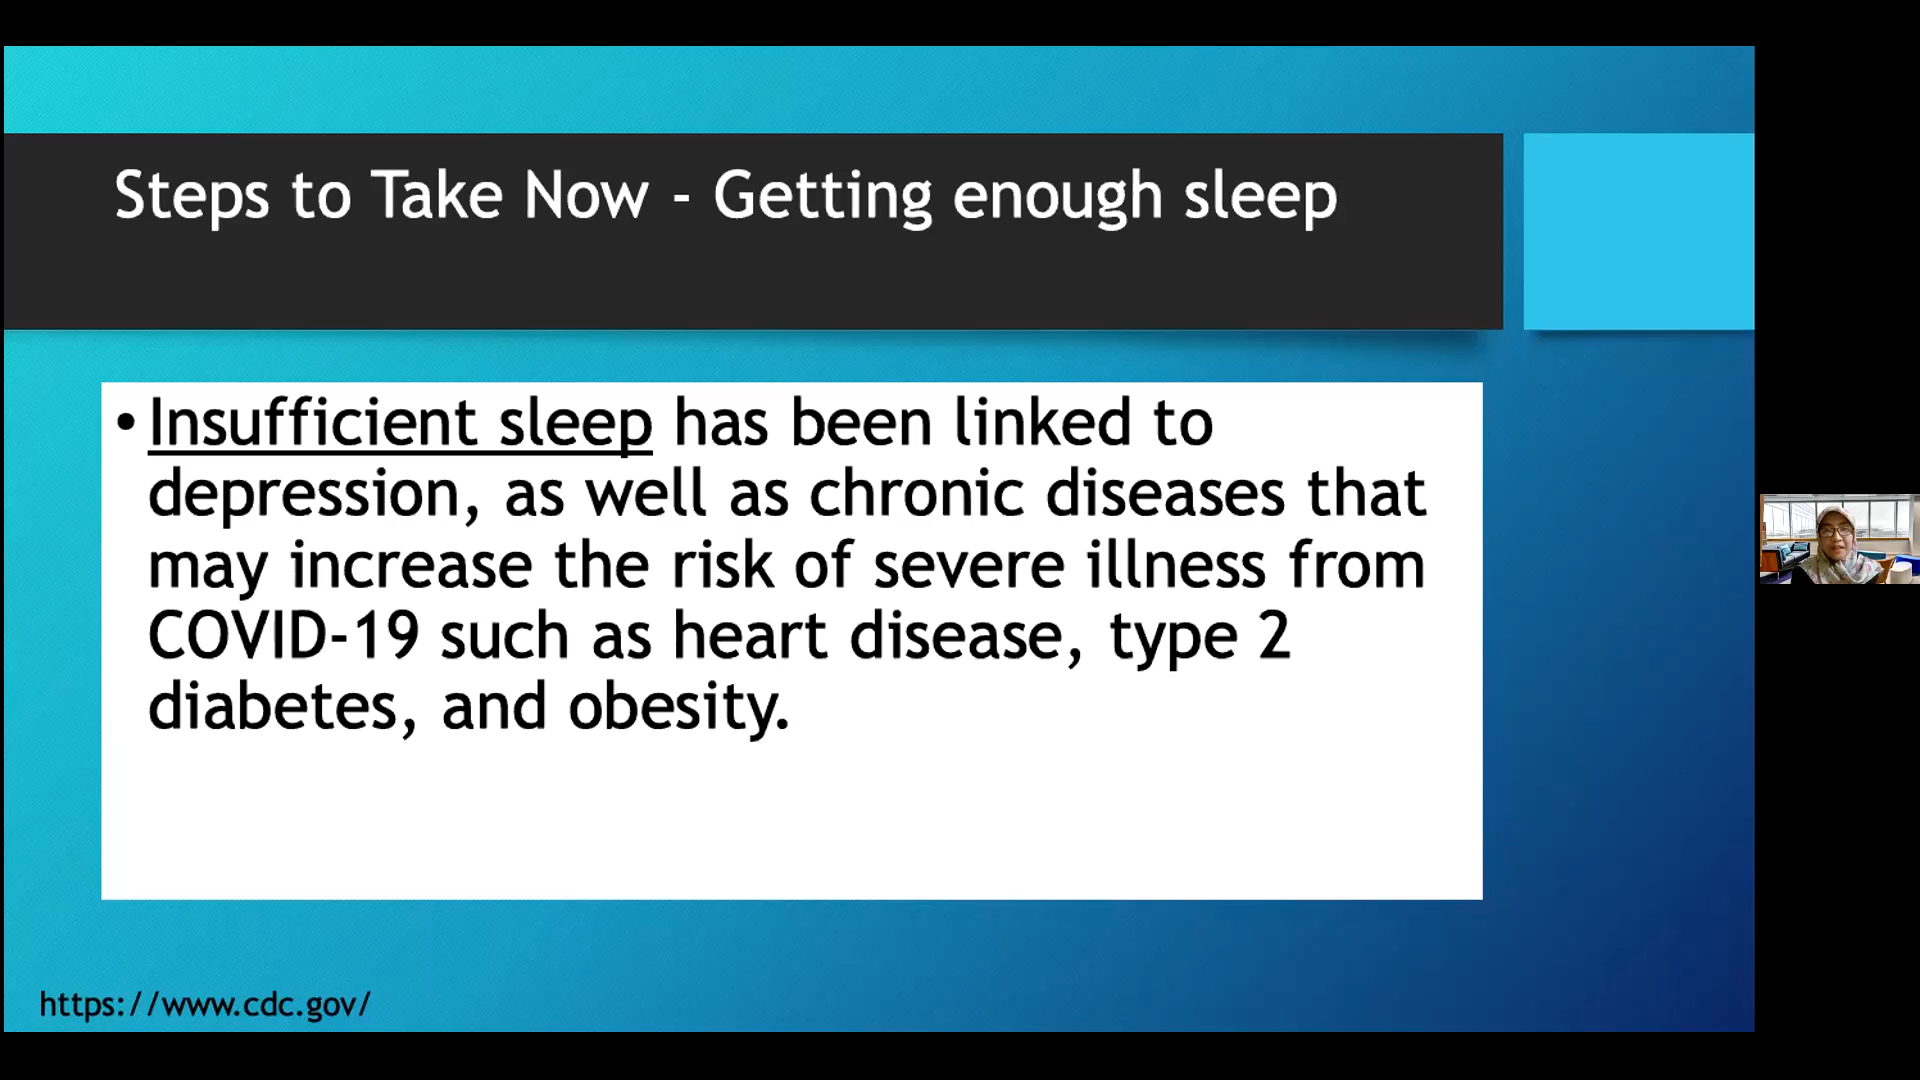 Steps to Take Now - Getting enough sleep
• Insufficient sleep has been linked to
depression, as well as chronic diseases that
may increase the risk of severe illness from
COVID-19 such as heart disease, type 2
diabetes, and obesity.
https://www.cdc.gov/